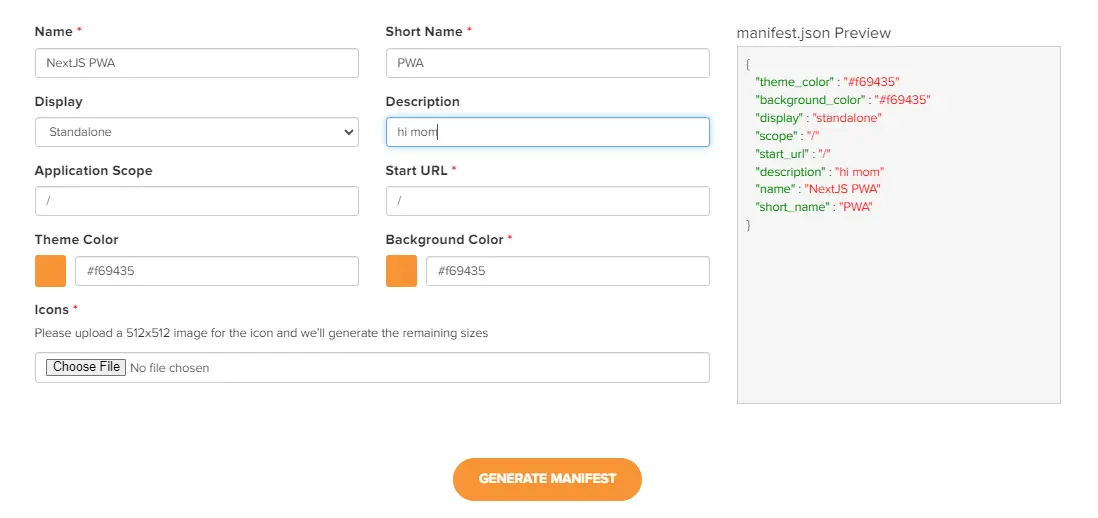 Name *
NextJS PWA
Short Name *
PWA
Display
Standalone
Description
hi mom
Application Scope
/
Start URL *
/
Theme Color
#f69435
Background Color *
#f69435
Icons *
Please upload a 512x512 image for the icon and we'll generate the remaining sizes
Choose File No file chosen
GENERATE MANIFEST
manifest.json Preview
{
"theme_color" : "#f69435"
"background_color" : "#f69435"
"display" : "standalone"
"scope" : "/"
"start_url" : "/"
"description" : "hi mom"
"name" : "NextJS PWA"
"short_name" : "PWA"
}